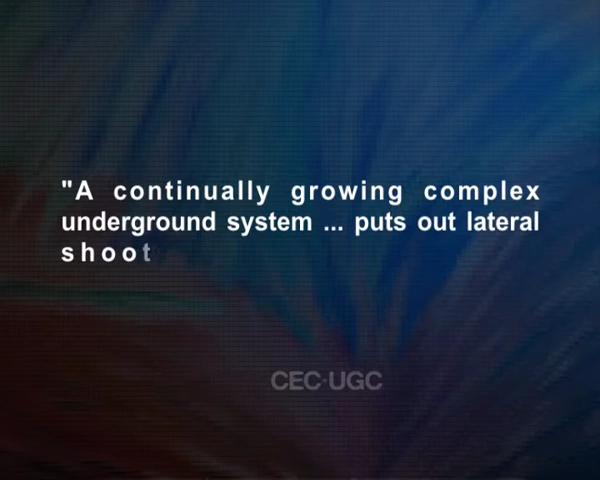 "A continually growing complex
underground system ... puts out lateral
shoot
CEC-UGC